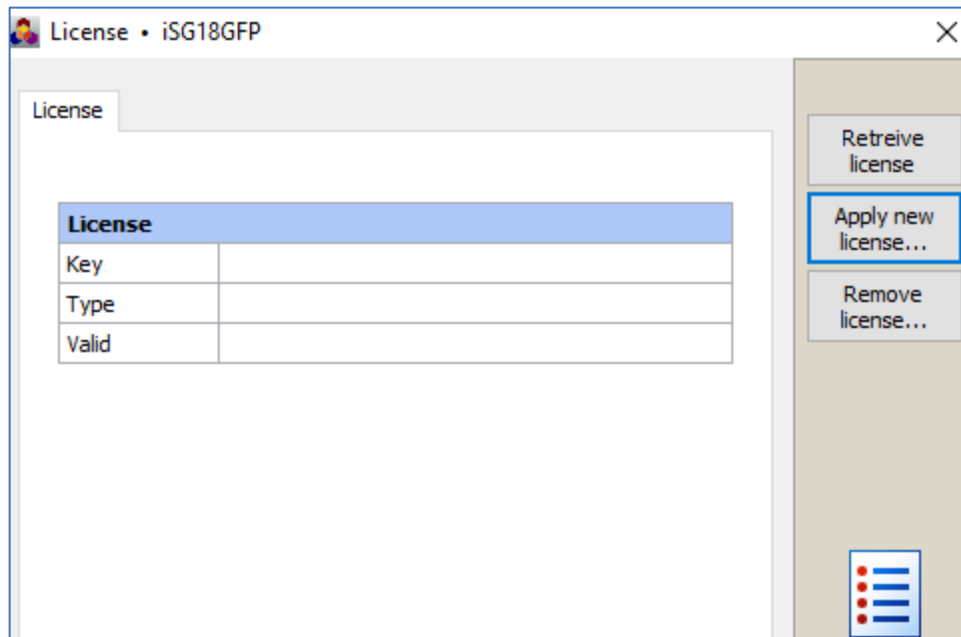 License • iSG18GFP
License
License
Key
Type
Valid
Retreive
license
Apply new
license...
Remove
license...